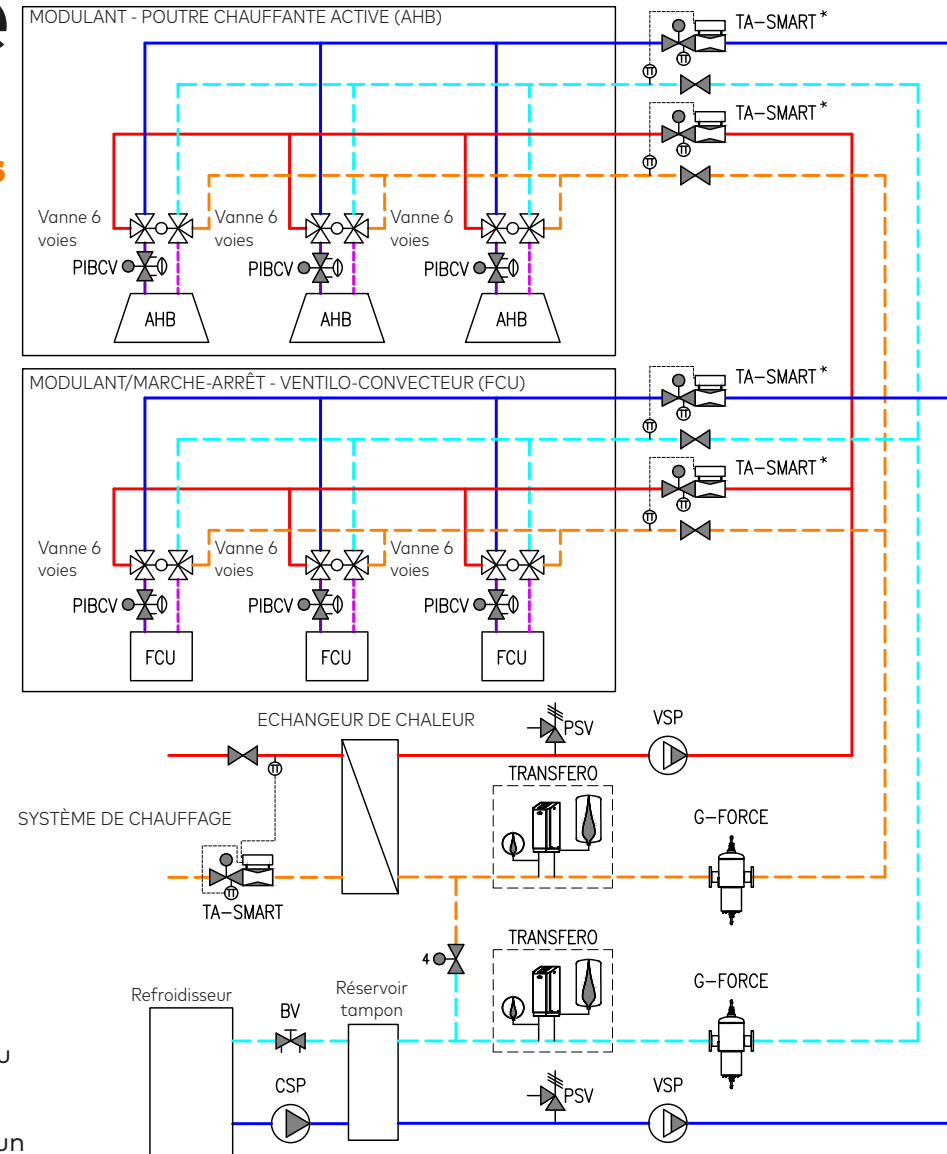 e
MODULANT - POUTRE CHAUFFANTE ACTIVE (AHB)
TA-SMART*
TA-SMART*
s
Vanne 6
voies
Vanne 6
voies
Vanne 6
voies
PIBCV
PIBCV
PIBCV
AHB
AHB
AHB
MODULANT/MARCHE-ARRÊT - VENTILO-CONVECTEUR (FCU)
TA-SMART*
TA-SMART*
Vanne 6
voies
Vanne 6
voies
Vanne 6
voies
PIBCV
PIBCV
PIBCV
FCU
FCU
FCU
ECHANGEUR DE CHALEUR
PSV
VSP
TRANSFERO
SYSTÈME DE CHAUFFAGE
G-FORCE
TA-SMART
4
TRANSFERO
G-FORCE
Refroidisseur
BV
Réservoir
tampon
u
CSP
PSV
VSP
un